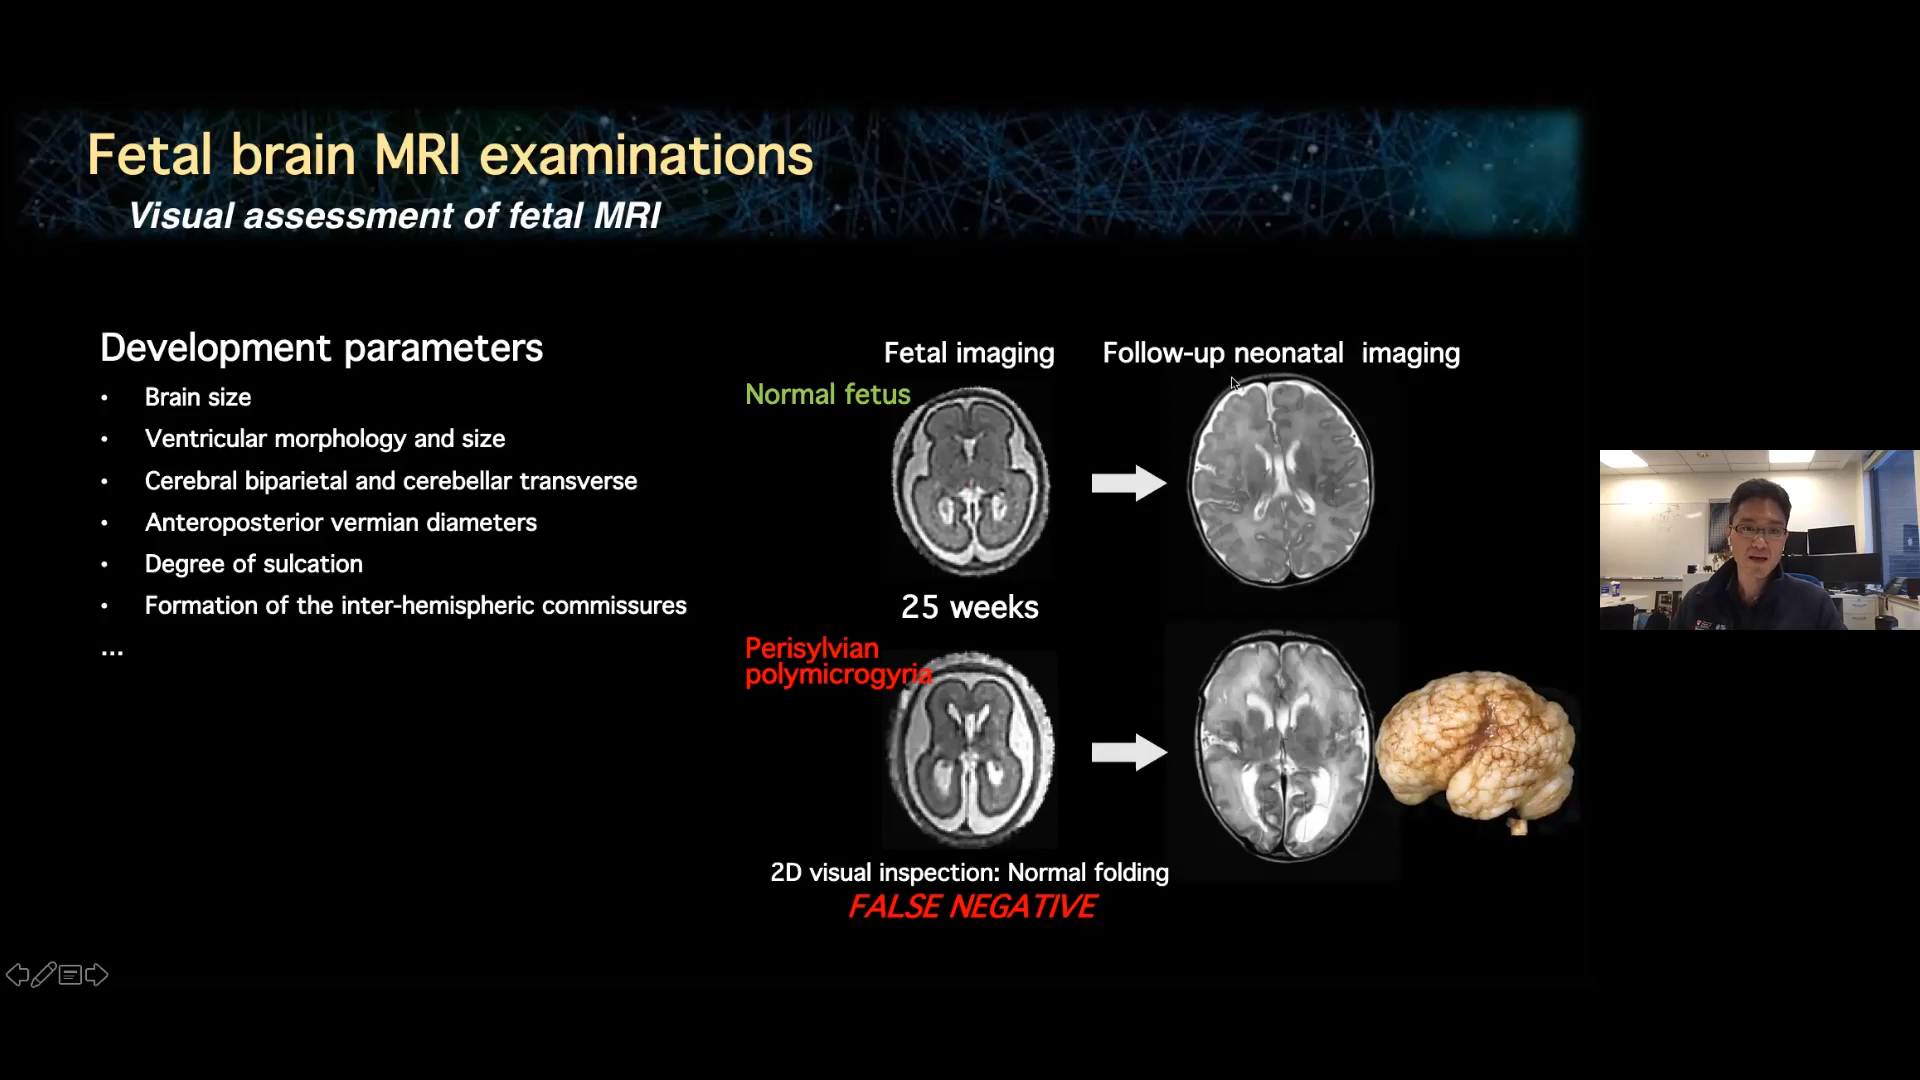 Fetal brain MRI examinations
Visual assessment of fetal MRI
Development parameters
• Brain size
• Ventricular morphology and size
• Cerebral biparietal and cerebellar transverse
• Anteroposterior vermian diameters
• Degree of sulcation
• Formation of the inter-hemispheric commissures
...
Fetal imaging
Follow-up neonatal imaging
Normal fetus
25 weeks
Perisylvian
polymicrogyria
2D visual inspection: Normal folding
FALSE NEGATIVE